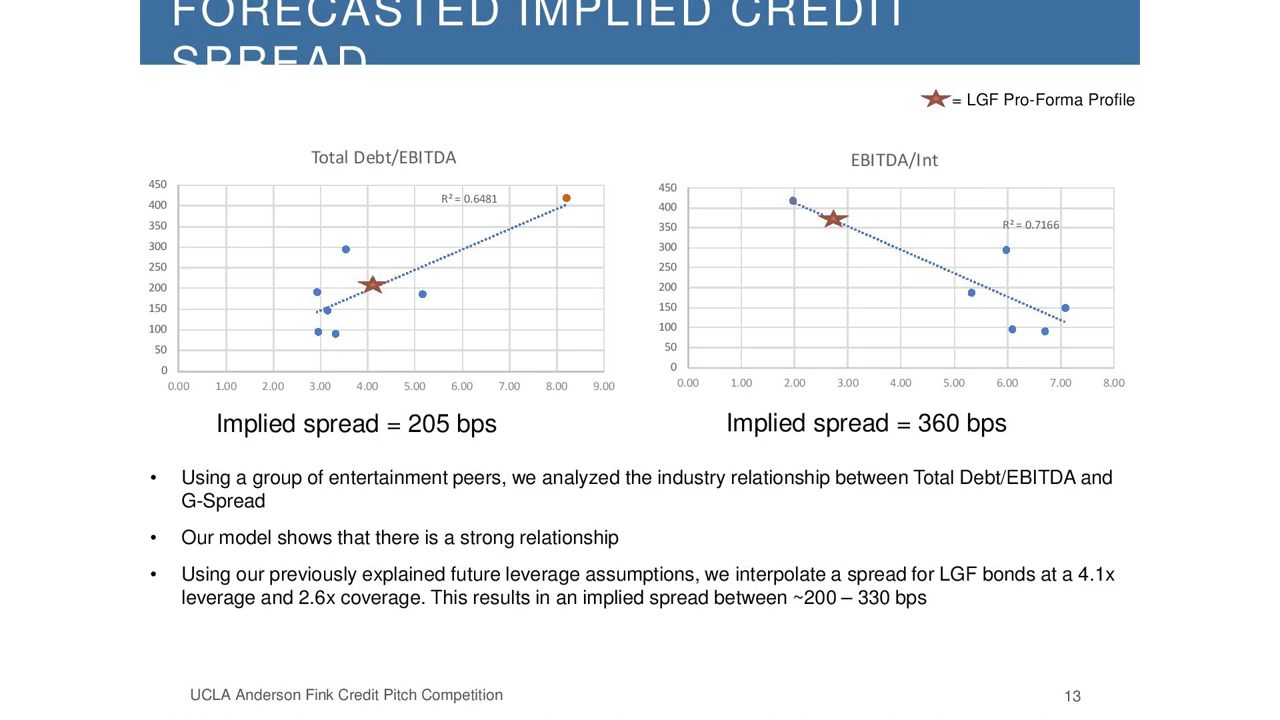 FORECASTED IMPLIED CREDIT
SPREAD
= LGF Pro-Forma Profile
Total Debt/EBITDA
450
400
350
300
250
200
150
100
50
0
R² = 0.6481
0.00 1.00 2.00 3.00 4.00 5.00 6.00 7.00 8.00 9.00
Implied spread = 205 bps
EBITDA/Int
450
400
350
300
250
200
150
100
50
0
R² = 0.7166
0.00 1.00 2.00 3.00 4.00 5.00 6.00 7.00 8.00
Implied spread = 360 bps
• Using a group of entertainment peers, we analyzed the industry relationship between Total Debt/EBITDA and
G-Spread
• Our model shows that there is a strong relationship
• Using our previously explained future leverage assumptions, we interpolate a spread for LGF bonds at a 4.1x
leverage and 2.6x coverage. This results in an implied spread between ~200 – 330 bps
UCLA Anderson Fink Credit Pitch Competition
13